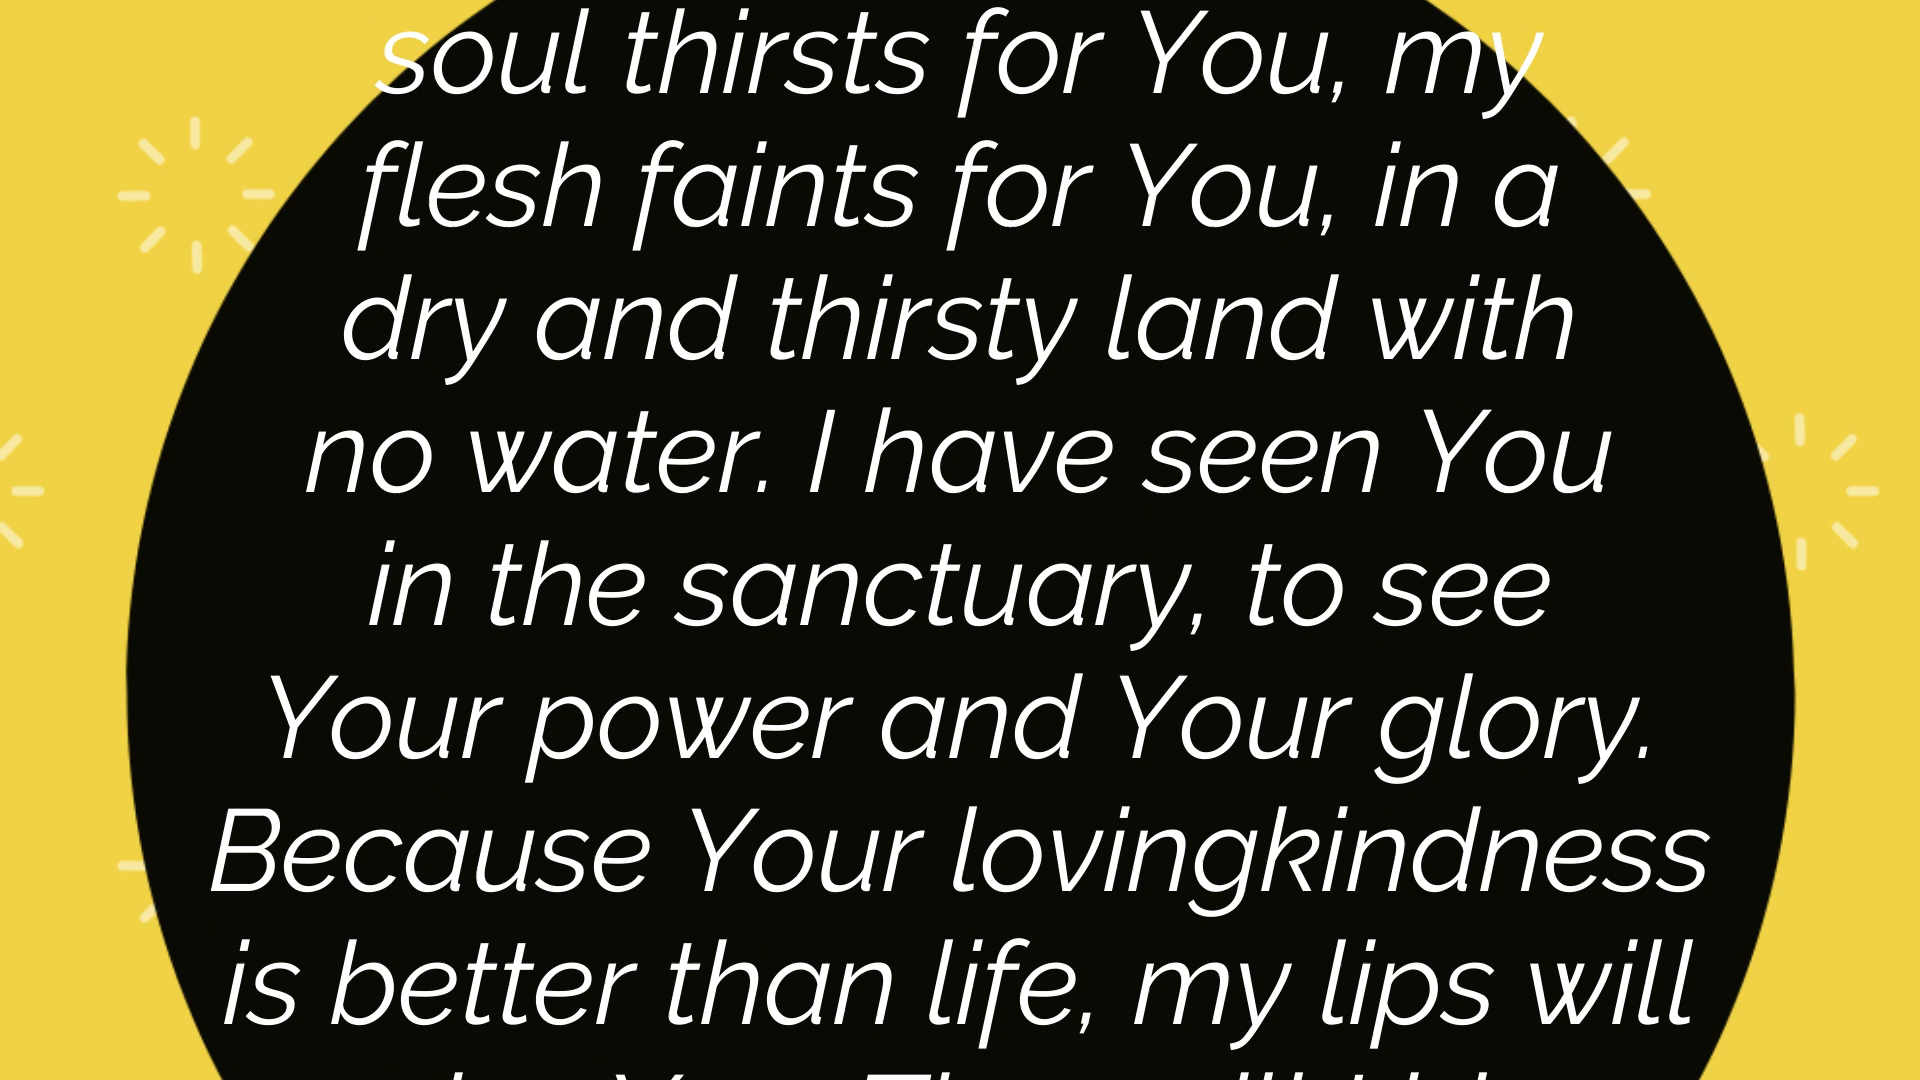 soul thirsts for You, my
flesh faints for You, in a
dry and thirsty land with
no water. I have seen You
in the sanctuary, to see
Your power and Your glory.
Because Your lovingkindness
is better than life, my lips will